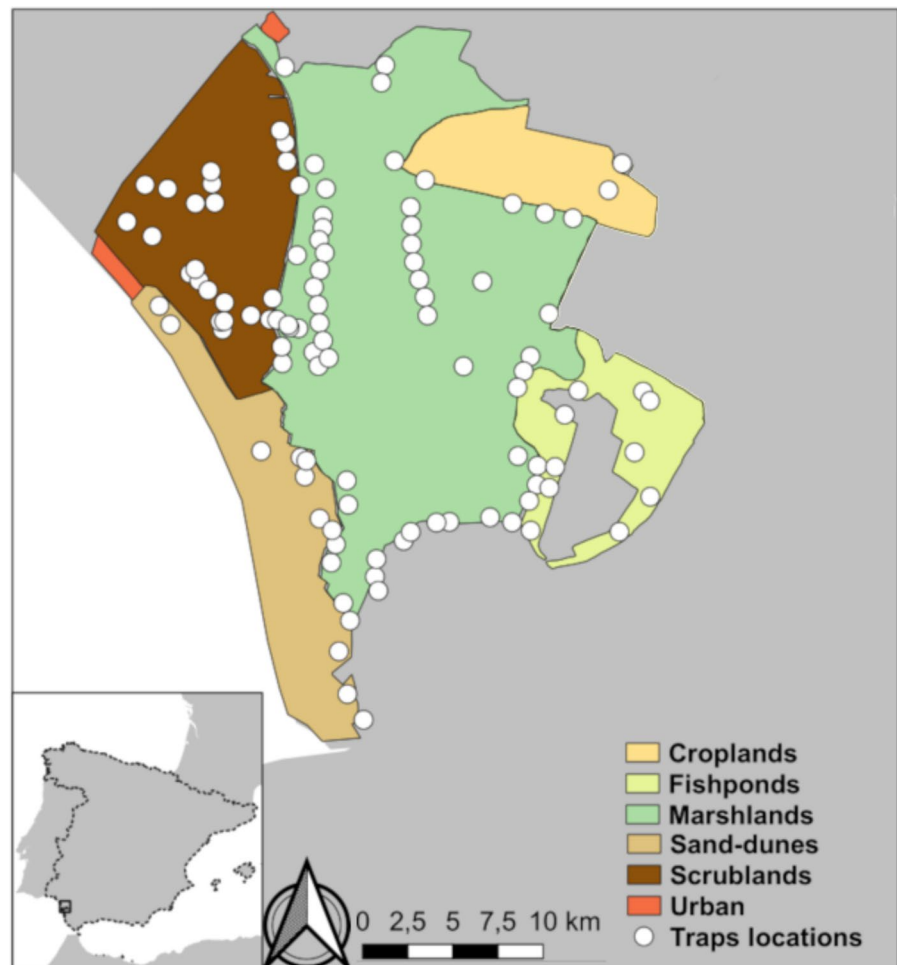 Croplands
Fishponds
Marshlands
Sand-dunes
Scrublands
Urban
Traps locations
0 2,5 5 7,5 10 km